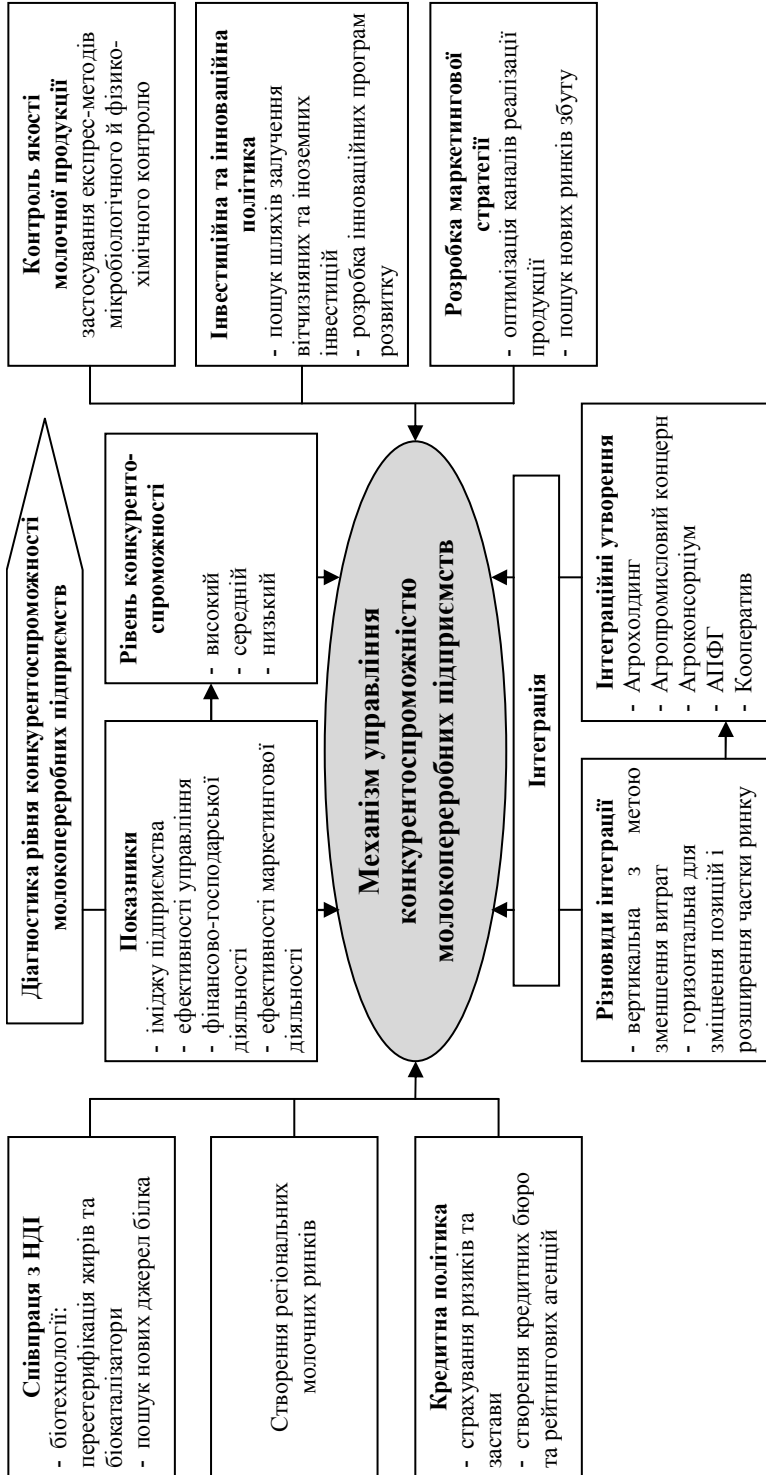 Співпраця з НДІ
- біотехнології:
переетерифікація жирів та
біокаталізатори
- пошук нових джерел білка
Створення регіональних
молочних ринків
Кредитна політика
- страхування ризиків та
застави
- створення кредитних бюро
та рейтингових агенцій
Діагностика рівня конкурентоспроможності
молокопереробних підприємств
Показники
- іміджу підприємства
- ефективності управління
- фінансово-господарської
діяльності
- ефективності маркетингової
діяльності
Рівень конкуренто-
спроможності
- високий
- середній
- низький
Механізм управління
конкурентоспроможністю
молокопереробних підприємств
Інтеграція
Різновиди інтеграції
- вертикальна з метою
зменшення витрат
- горизонтальна для
зміцнення позицій і
розширення частки ринку
Інтеграційні утворення
- Агрохолдинг
- Агропромисловий концерн
- Агроконсорціум
- АПФГ
- Кооператив
Контроль якості
молочної продукції
застосування експрес-методів
мікробіологічного й фізико-
хімічного контролю
Інвестиційна та інноваційна
політика
- пошук шляхів залучення
вітчизняних та іноземних
інвестицій
- розробка інноваційних програм
розвитку
Розробка маркетингової
стратегії
- оптимізація каналів реалізації
продукції
- пошук нових ринків збуту